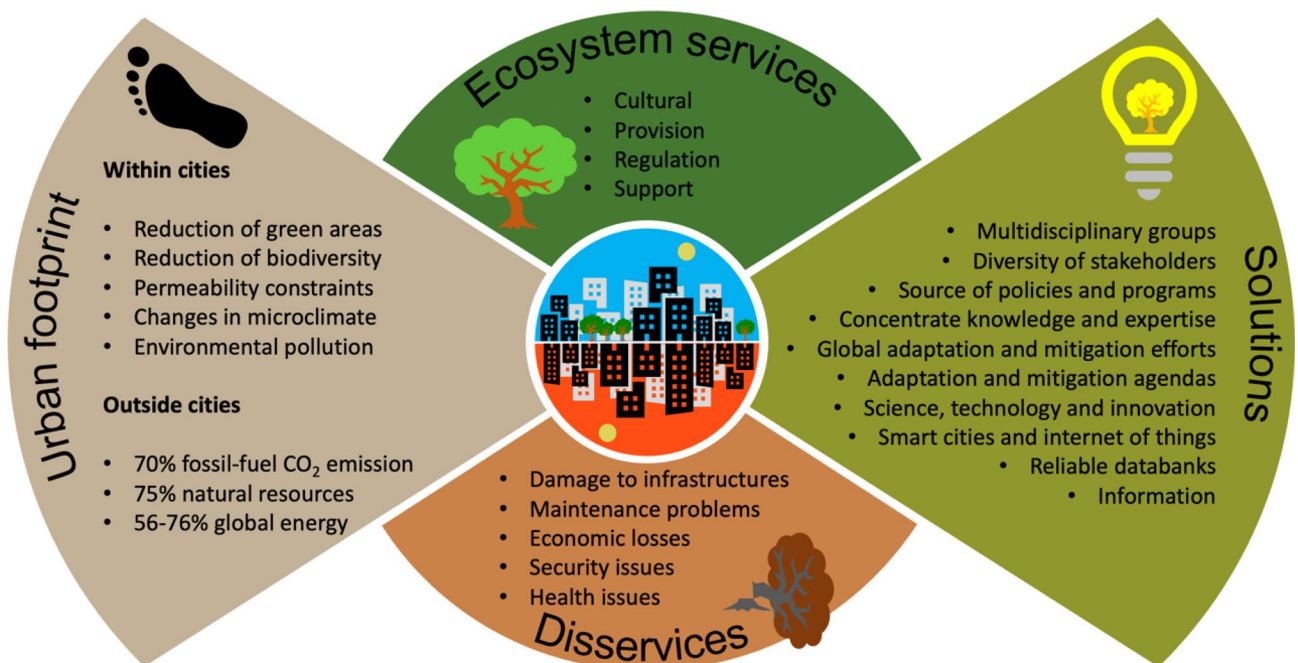 Urban footprint
Within cities
• Reduction of green areas
• Reduction of biodiversity
• Permeability constraints
• Changes in microclimate
• Environmental pollution
Outside cities
• 70% fossil-fuel CO₂ emission
• 75% natural resources
• 56-76% global energy
Ecosystem services
• Cultural
• Provision
• Regulation
• Support
• Damage to infrastructures
• Maintenance problems
• Economic losses
• Security issues
• Health issues
Disservices
Solutions
• Multidisciplinary groups
• Diversity of stakeholders
• Source of policies and programs
• Concentrate knowledge and expertise
• Global adaptation and mitigation efforts
• Adaptation and mitigation agendas
• Science, technology and innovation
• Smart cities and internet of things
• Reliable databanks
• Information